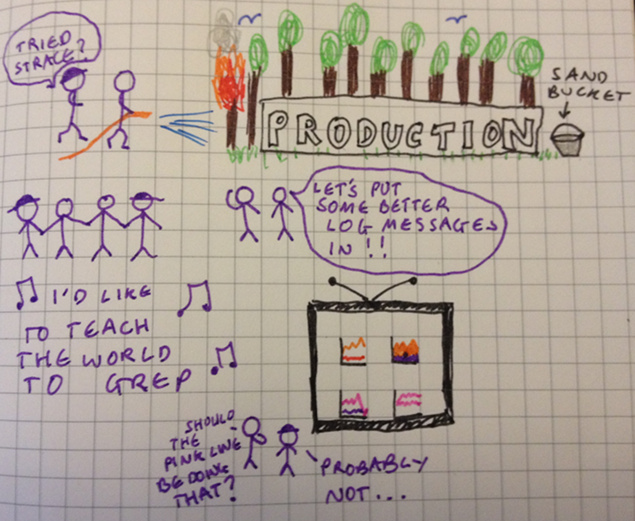 TRIED
STRACE?
SAND
BUCKET
PRODUCTION
LET'S PUT
SOME BETTER
LOG MESSAGES
IN!!
I'D LIKE
TO TEACH
THE WORLD
TO GREP
SHOULD
THE
PINK LINE
BE DOING
THAT?
PROBABLY
NOT...